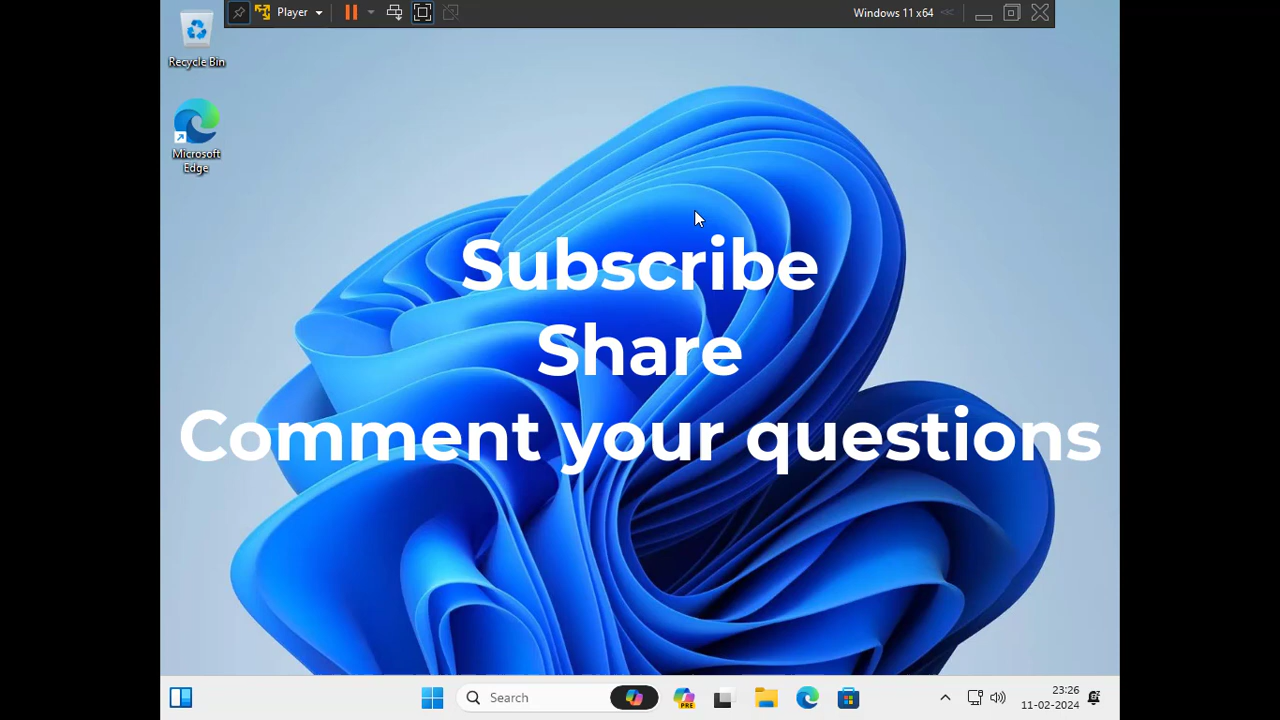 Player
Windows 11 x64
Recycle Bin
Microsoft
Edge
Subscribe
Share
Comment your questions
Search
PRE
23:26
11-02-2024